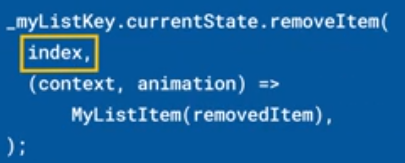 _myListKey.currentState.removeItem(
index,
(context, animation) =>
MyListItem(removedItem),
);